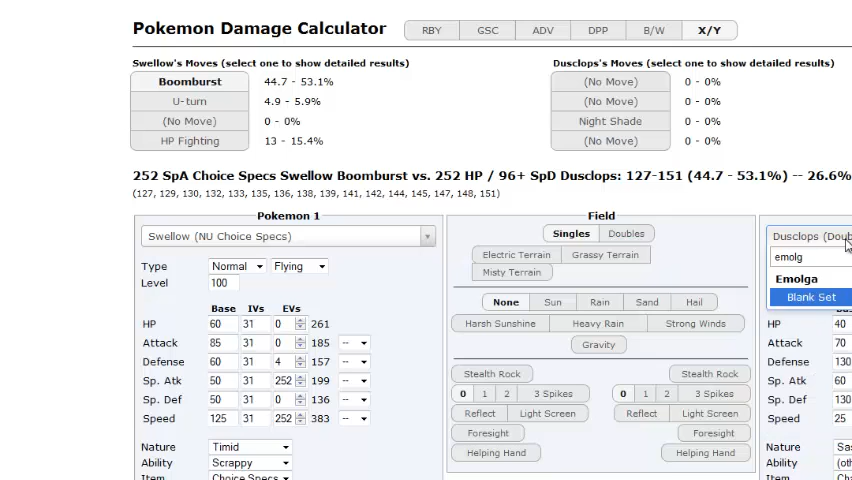 Pokemon Damage Calculator RBY GSC ADV DPP B/W X/Y
Swellow's Moves (select one to show detailed results) Dusclops's Moves (select one to show detailed results)
Boomburst 44.7 - 53.1% (No Move) 0 - 0%
U-turn 4.9 - 5.9% (No Move) 0 - 0%
(No Move) 0 - 0% Night Shade 0 - 0%
HP Fighting 13 - 15.4% (No Move) 0 - 0%
252 SpA Choice Specs Swellow Boomburst vs. 252 HP / 96+ SpD Dusclops: 127-151 (44.7 - 53.1%) -- 26.6%
(127, 129, 130, 132, 133, 135, 136, 138, 139, 141, 142, 144, 145, 147, 148, 151)
Pokemon 1
Swellow (NU Choice Specs)
Type Normal Flying
Level 100
Base IVs EVs
HP 60 31 0 261
Attack 85 31 0 185 --
Defense 60 31 4 157 --
Sp. Atk 50 31 252 199 --
Sp. Def 50 31 0 136 --
Speed 125 31 252 383 --
Nature Timid
Ability Scrappy
Item Choice Specs
Field
Singles Doubles
Electric Terrain Grassy Terrain
Misty Terrain
None Sun Rain Sand Hail
Harsh Sunshine Heavy Rain Strong Winds
Gravity
Stealth Rock Stealth Rock
0 1 2 3 Spikes 0 1 2 3 Spikes
Reflect Light Screen Reflect Light Screen
Foresight Foresight
Helping Hand Helping Hand
Dusclops (Doub
emolg
Emolga
Blank Set
HP 40
Attack 70
Defense 130
Sp. Atk 60
Sp. Def 130
Speed 25
Nature Sas
Ability (oth
Item